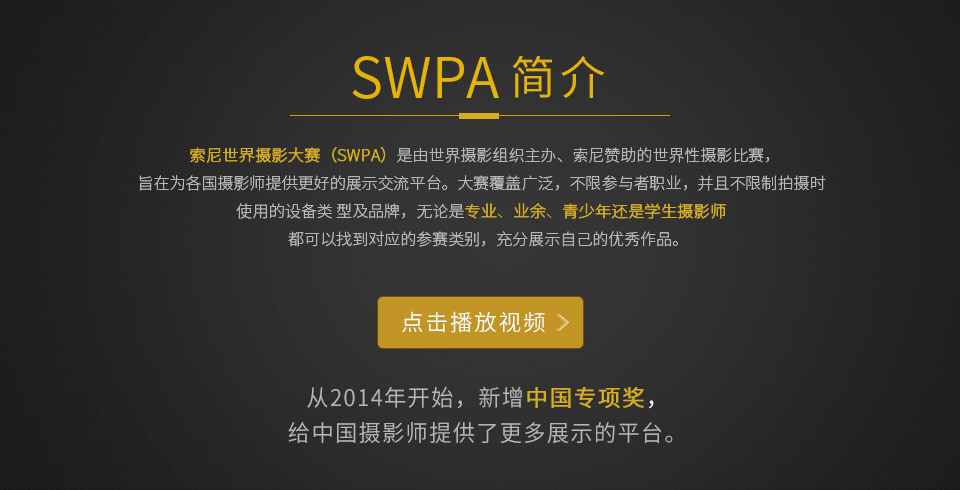 SWPA 简介
索尼世界摄影大赛（SWPA）是由世界摄影组织主办、索尼赞助的世界性摄影比赛，
旨在为各国摄影师提供更好的展示交流平台。大赛覆盖广泛，不限参与者职业，并且不限制拍摄时
使用的设备类 型及品牌，无论是专业、业余、青少年还是学生摄影师
都可以找到对应的参赛类别，充分展示自己的优秀作品。
点击播放视频
从2014年开始，新增中国专项奖，
给中国摄影师提供了更多展示的平台。